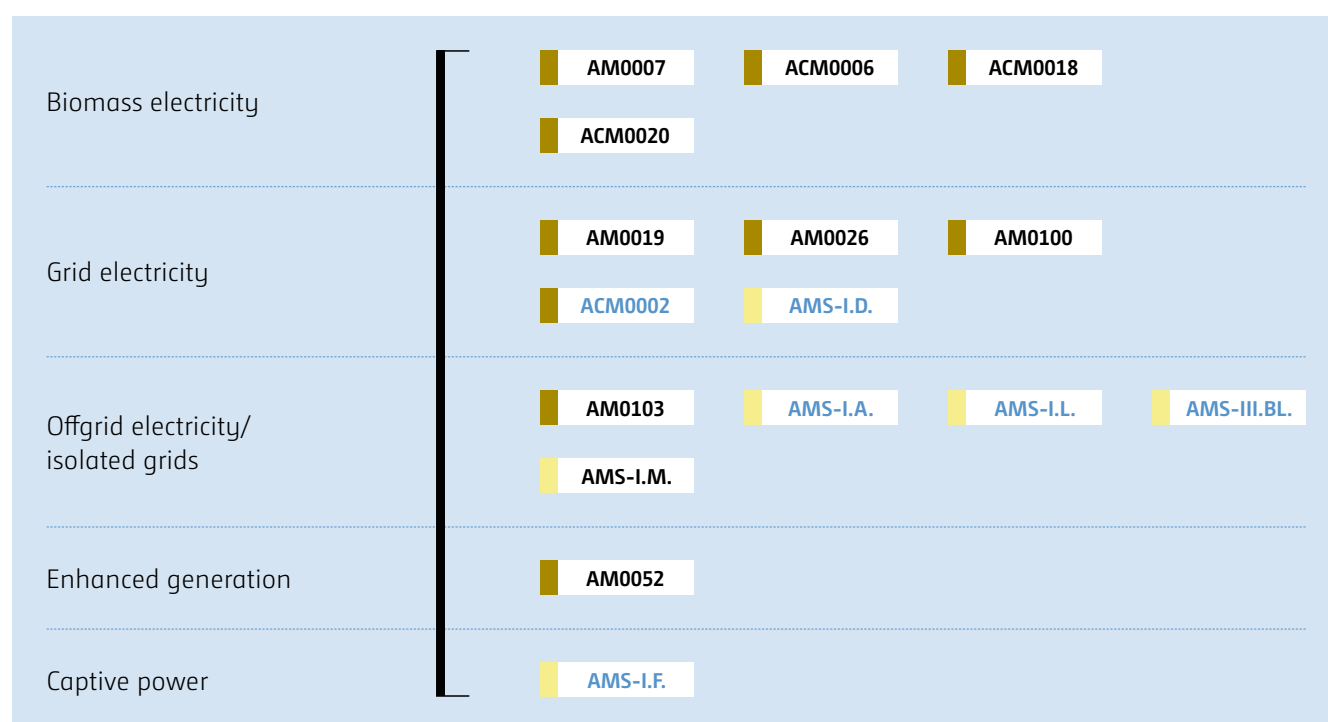 Biomass electricity
AM0007 ACM0006 ACM0018
ACM0020
Grid electricity
AM0019 AM0026 AM0100
ACM0002 AMS-I.D.
Offgrid electricity/
isolated grids
AM0103 AMS-I.A. AMS-I.L. AMS-III.BL.
AMS-I.M.
Enhanced generation
AM0052
Captive power
AMS-I.F.